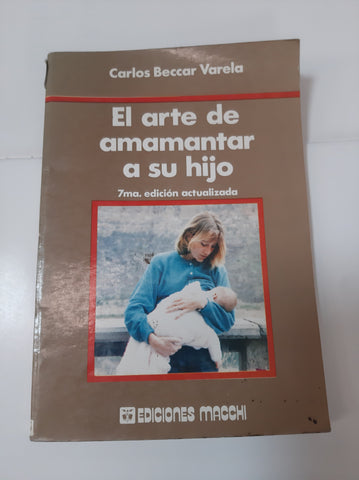 Carlos Beccar Varela
El arte de
amamantar
a su hijo
7ma. edición actualizada
EDICIONES MACCHI